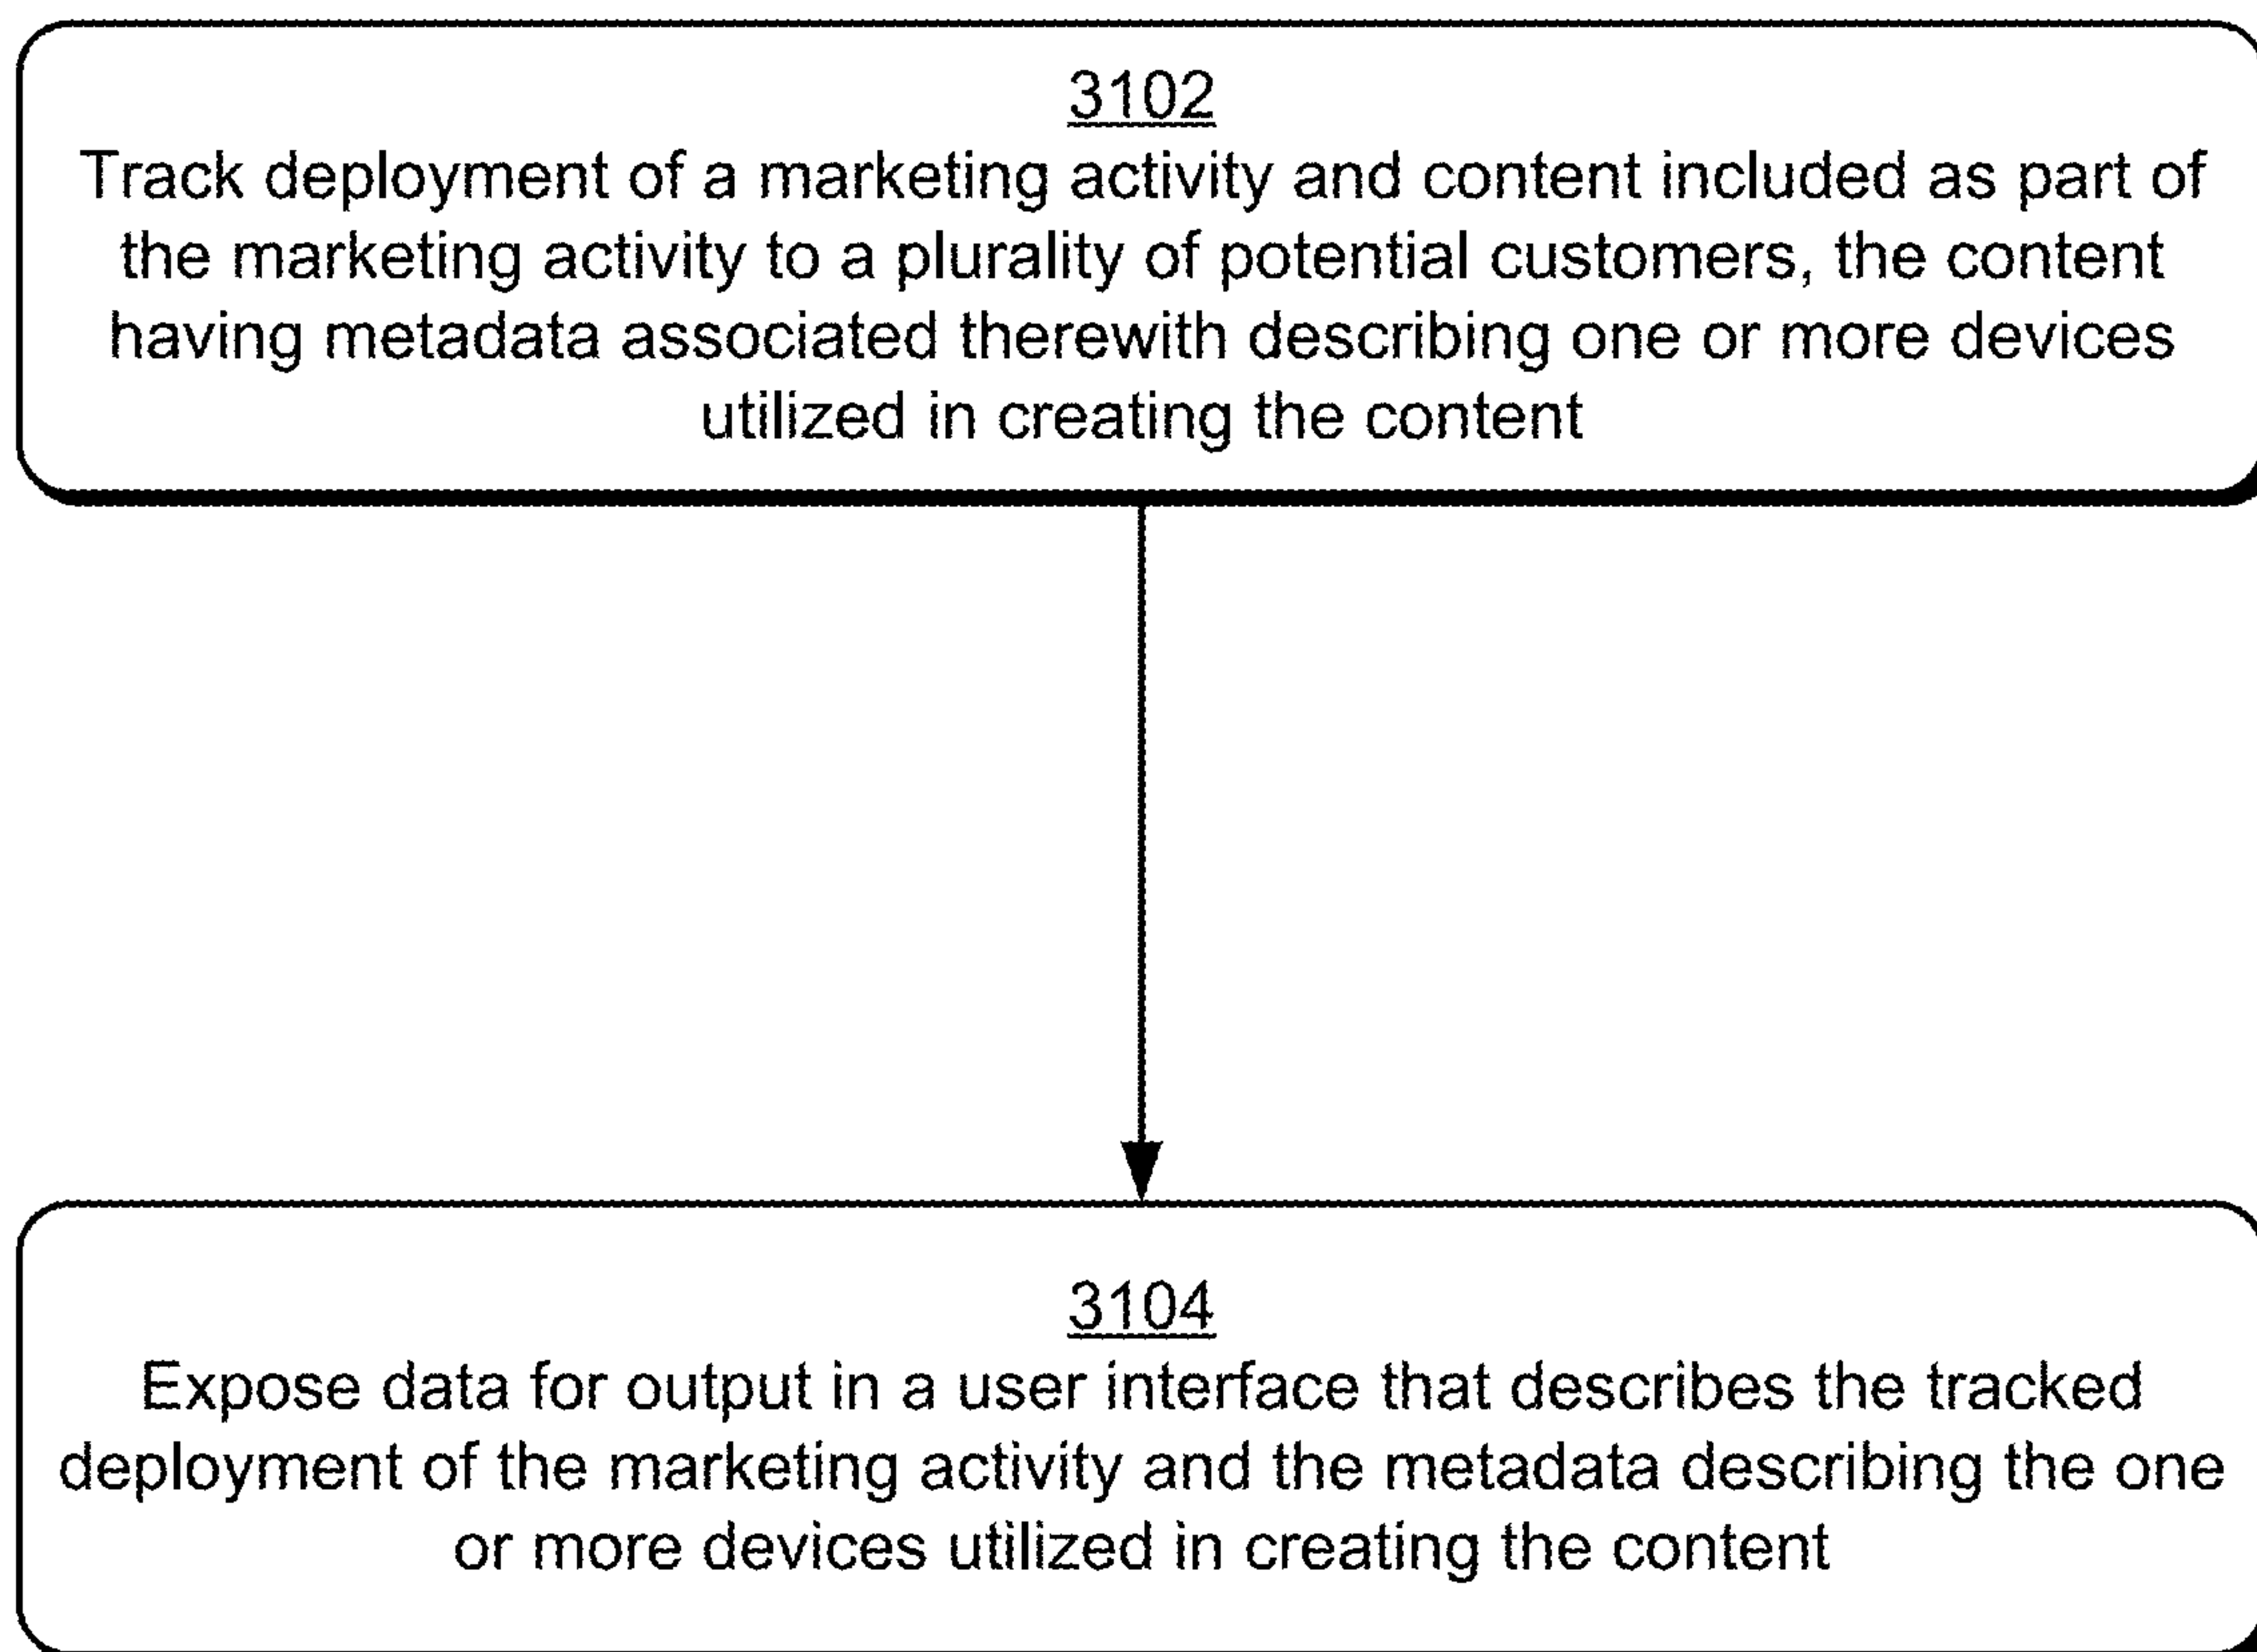 3102
Track deployment of a marketing activity and content included as part of
the marketing activity to a plurality of potential customers, the content
having metadata associated therewith describing one or more devices
utilized in creating the content
3104
Expose data for output in a user interface that describes the tracked
deployment of the marketing activity and the metadata describing the one
or more devices utilized in creating the content